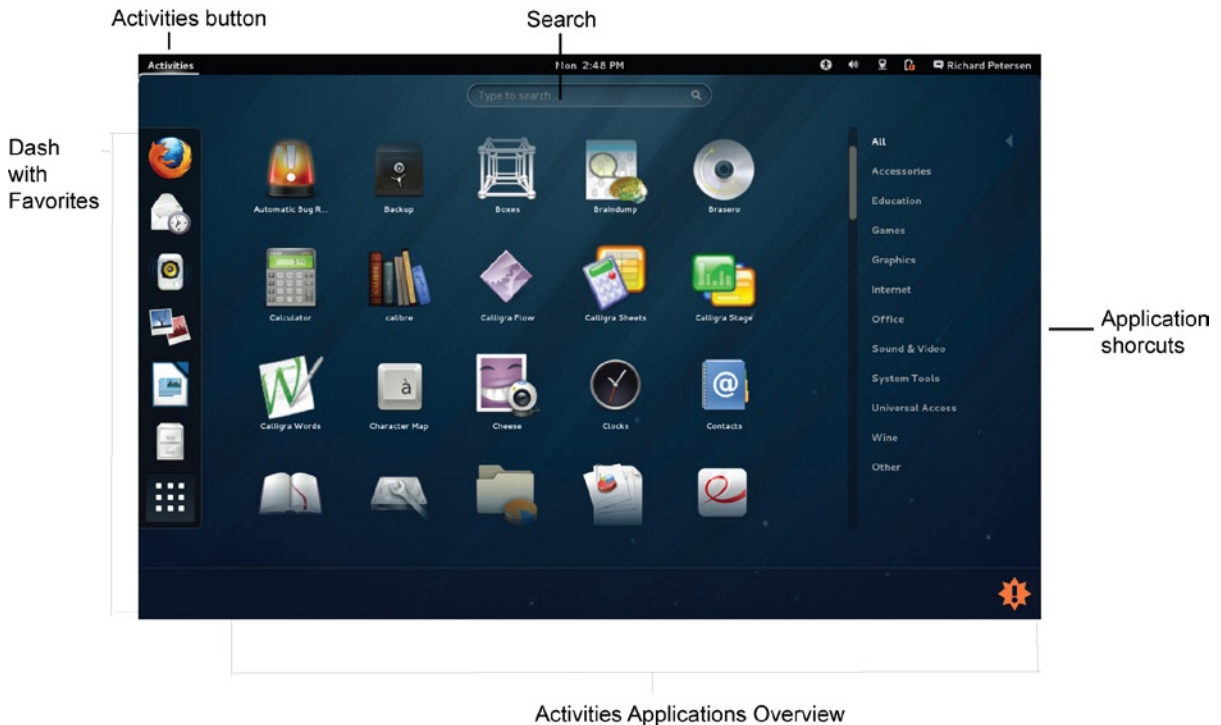 Activities button
Search
Activities
Mon 2:48 PM
Richard Petersen
Type to search...
Dash
with
Favorites
Automatic Bug R...
Backup
Boxes
Braindump
Brasero
All
Accessories
Education
Games
Graphics
Internet
Office
Sound & Video
System Tools
Universal Access
Wine
Other
Calculator
calibre
Calligra Flow
Calligra Sheets
Calligra Stage
Application
shorcuts
Calligra Words
à
Character Map
Cheese
Clocks
@
Contacts
Activities Applications Overview